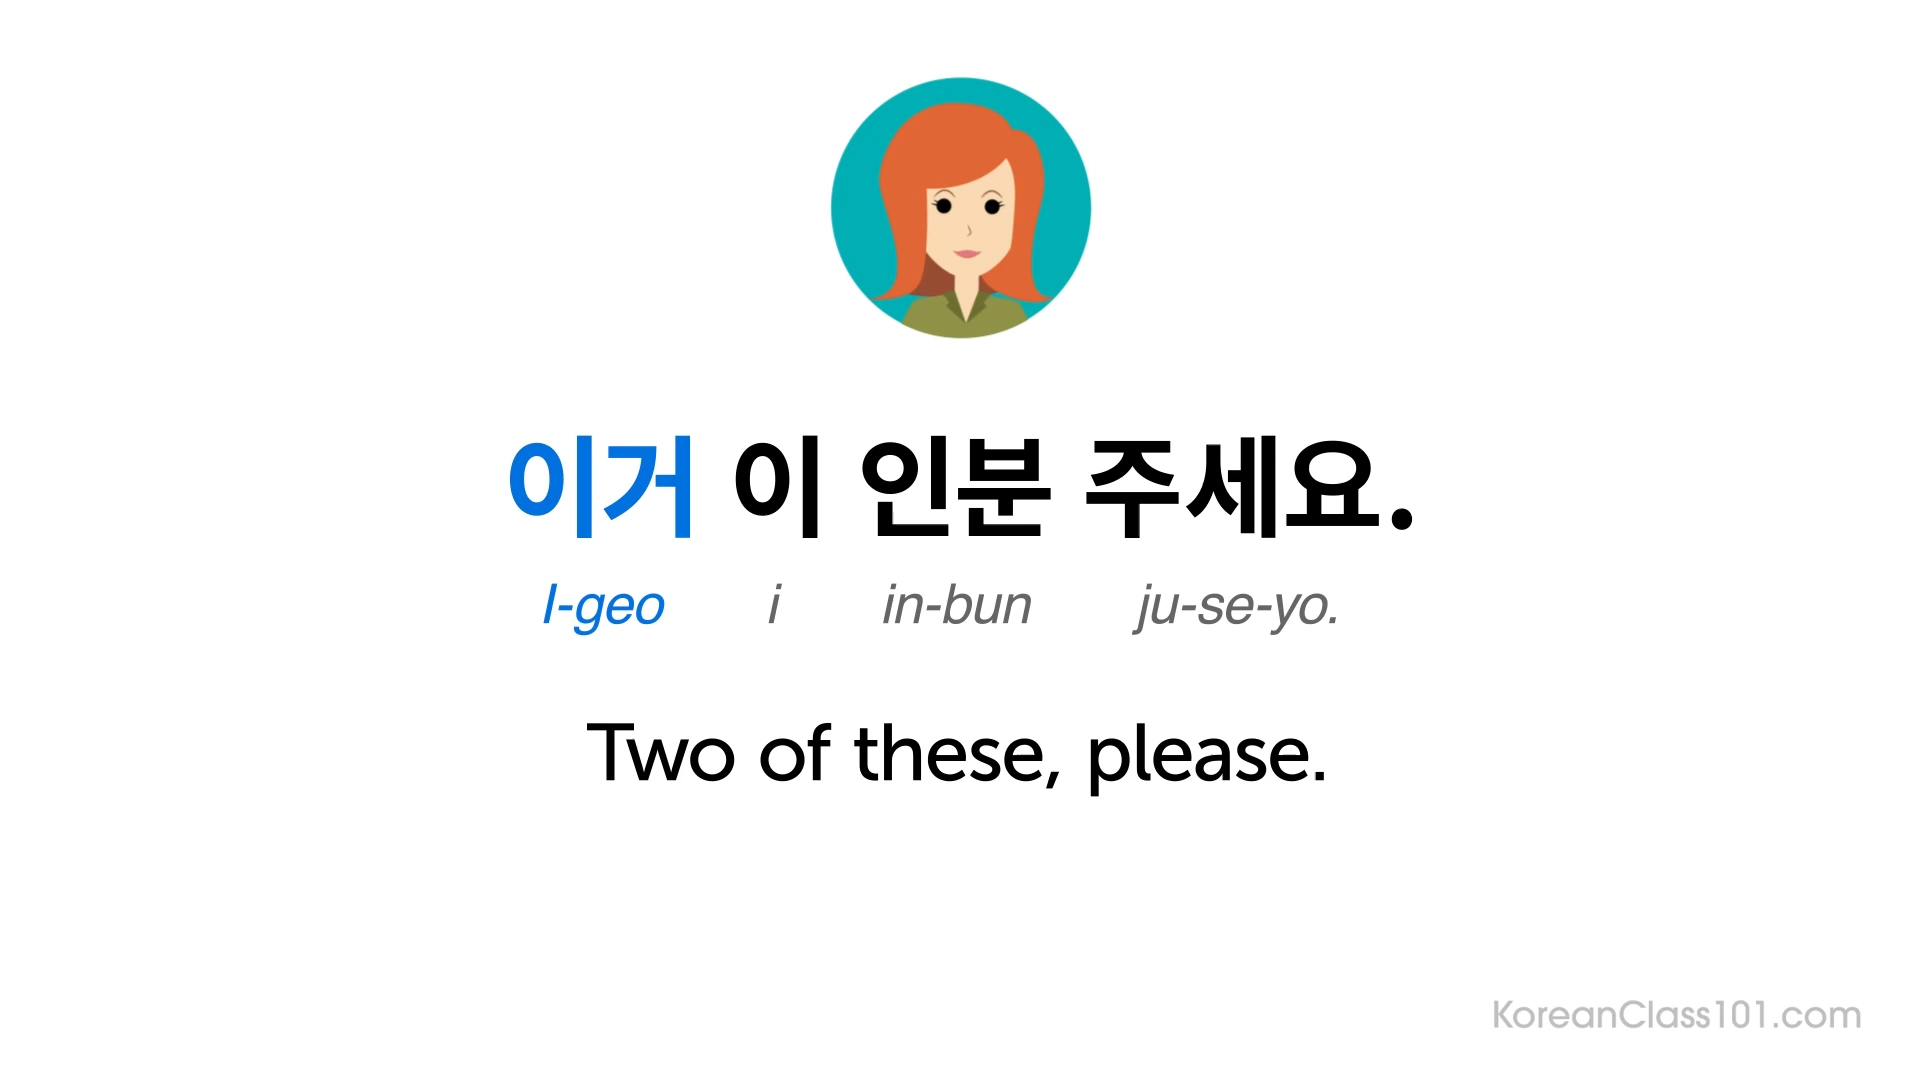 이거 이 인분 주세요.
I-geo i in-bun ju-se-yo.
Two of these, please.
KoreanClass101.com